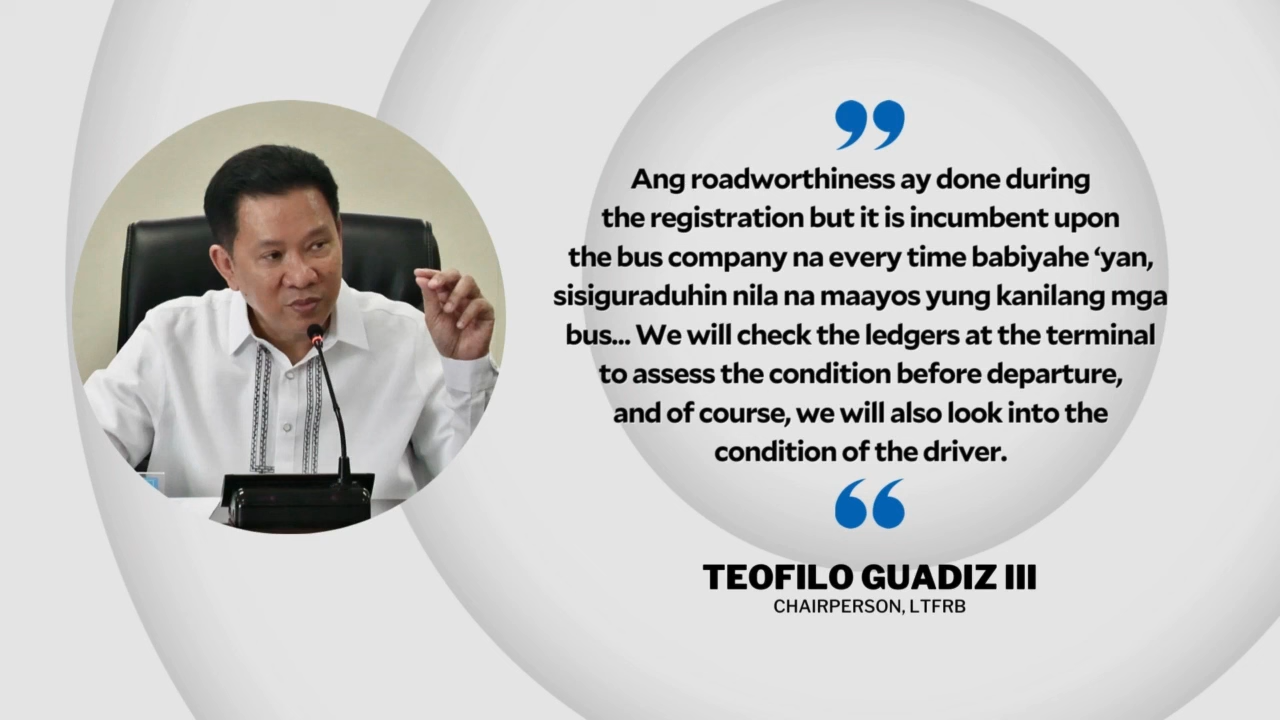 ”
Ang roadworthiness ay done during
the registration but it is incumbent upon
the bus company na every time babiyahe ‘yan,
sisiguraduhin nila na maayos yung kanilang mga
bus... We will check the ledgers at the terminal
to assess the condition before departure,
and of course, we will also look into the
condition of the driver.
“
TEOFILO GUADIZ III
CHAIRPERSON, LTFRB